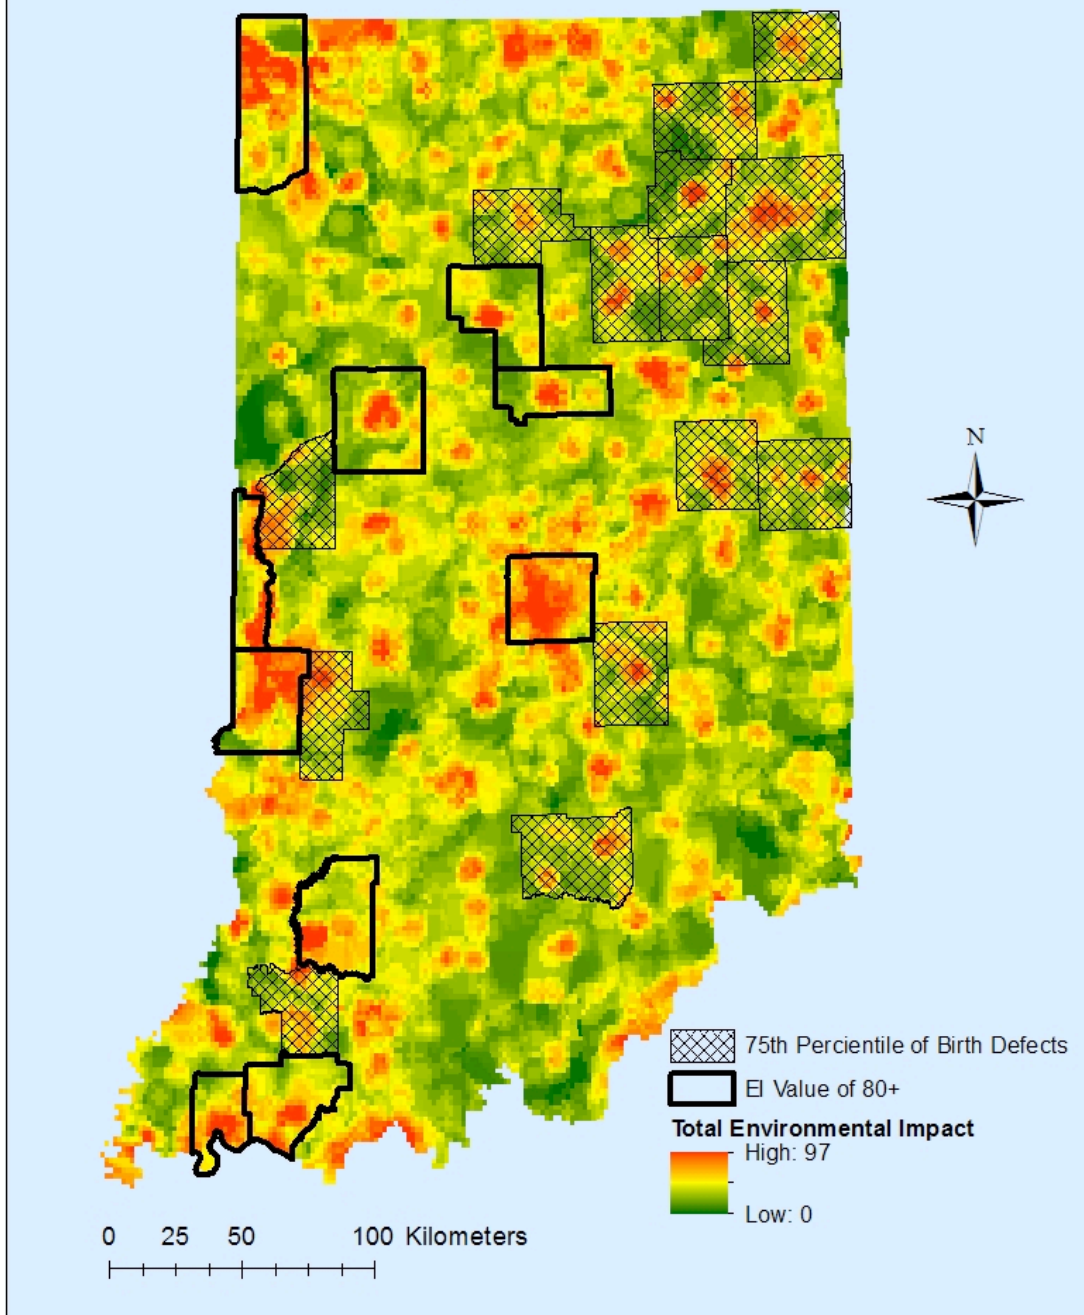 N
75th Percientile of Birth Defects
EI Value of 80+
Total Environmental Impact
High: 97
Low: 0
0 25 50 100 Kilometers